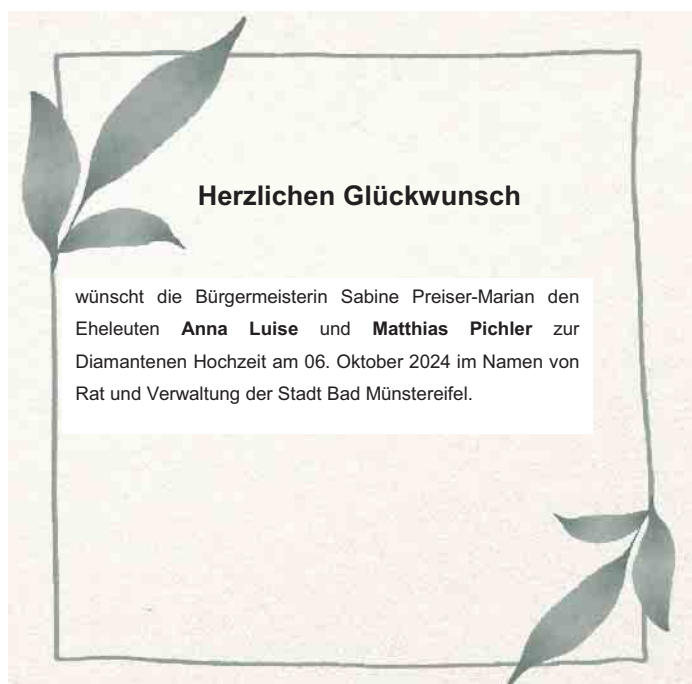 Herzlichen Glückwunsch
wünscht die Bürgermeisterin Sabine Preiser-Marian den
Eheleuten Anna Luise und Matthias Pichler zur
Diamantenen Hochzeit am 06. Oktober 2024 im Namen von
Rat und Verwaltung der Stadt Bad Münstereifel.